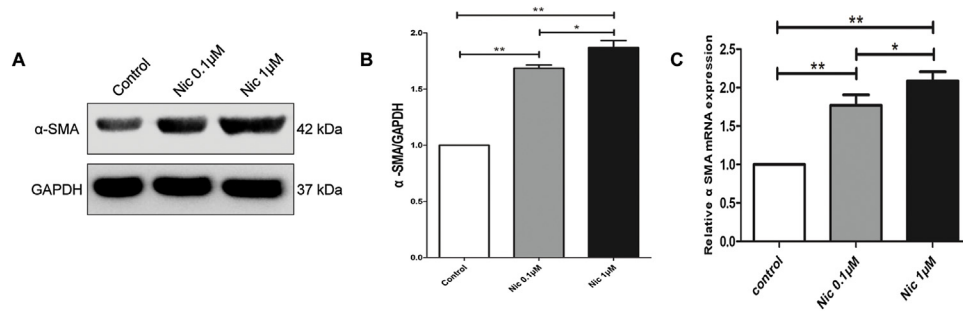 A
Control
Nic 0.1µM
Nic 1µM
α-SMA
42 kDa
GAPDH
37 kDa
B
**
*
**
α -SMA/GAPDH
2.0
1.5
1.0
0.5
0.0
Control
Nic 0.1µM
Nic 1µM
C
**
*
**
Relative α SMA mRNA expression
2.5
2.0
1.5
1.0
0.5
0.0
control
Nic 0.1µM
Nic 1µM